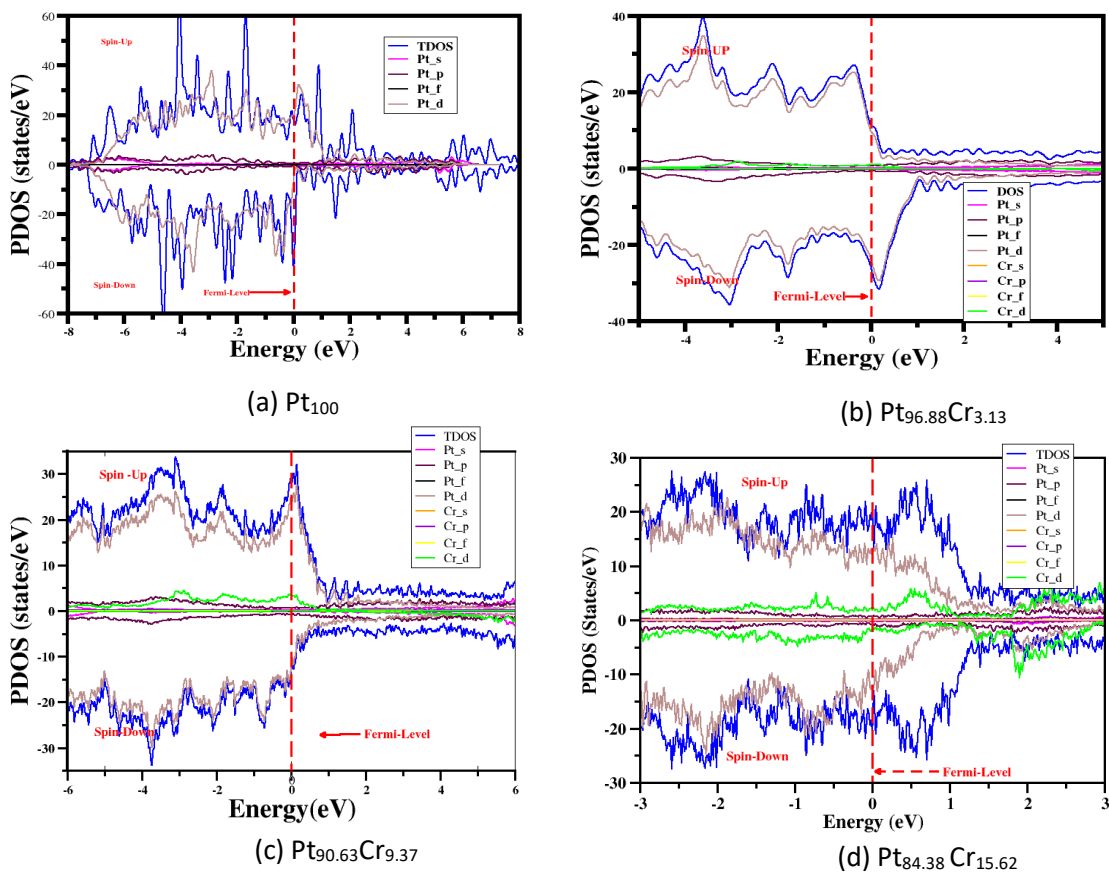 60
40
20
0
-20
-40
-60
PDOS (states/eV)
Spin-Up
TDOS
Pt_s
Pt_p
Pt_f
Pt_d
Spin-Down
Fermi-Level
-8 -6 -4 -2 0 2 4 6 8
Energy (eV)
(a) Pt100
40
20
0
-20
-40
PDOS (states/eV)
Spin-UP
DOS
Pt_s
Pt_p
Pt_f
Pt_d
Cr_s
Cr_p
Cr_f
Cr_d
Spin-Down
Fermi-Level
-4 -2 0 2 4
Energy (eV)
(b) Pt96.88Cr3.13
30
20
10
0
-10
-20
-30
PDOS (states/eV)
Spin -Up
TDOS
Pt_s
Pt_p
Pt_f
Pt_d
Cr_s
Cr_p
Cr_f
Cr_d
Spin-Down
Fermi-Level
-6 -4 -2 0 2 4 6
Energy(eV)
(c) Pt90.63Cr9.37
30
20
10
0
-10
-20
-30
PDOS (States/eV)
Spin-Up
TDOS
Pt_s
Pt_p
Pt_f
Pt_d
Cr_s
Cr_p
Cr_f
Cr_d
Spin-Down
Fermi-Level
-3 -2 -1 0 1 2 3
Energy (eV)
(d) Pt84.38 Cr15.62